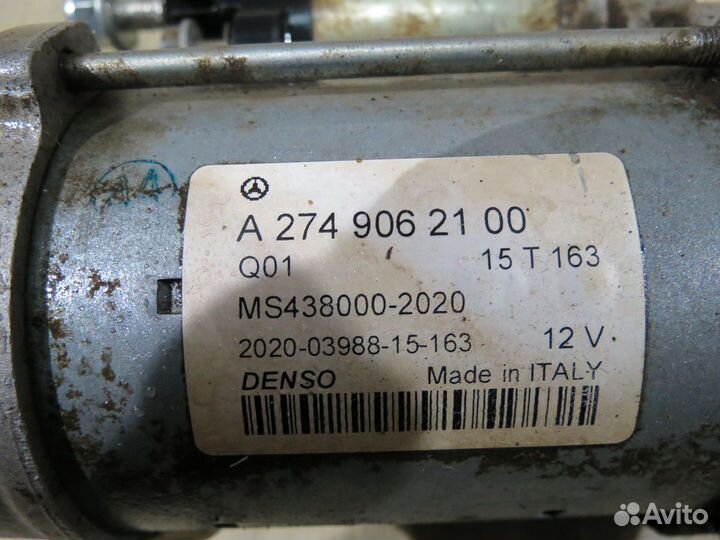 A 274 906 21 00
Q01 15 T 163
MS438000-2020
2020-03988-15-163 12 V
DENSO Made in ITALY
Avito